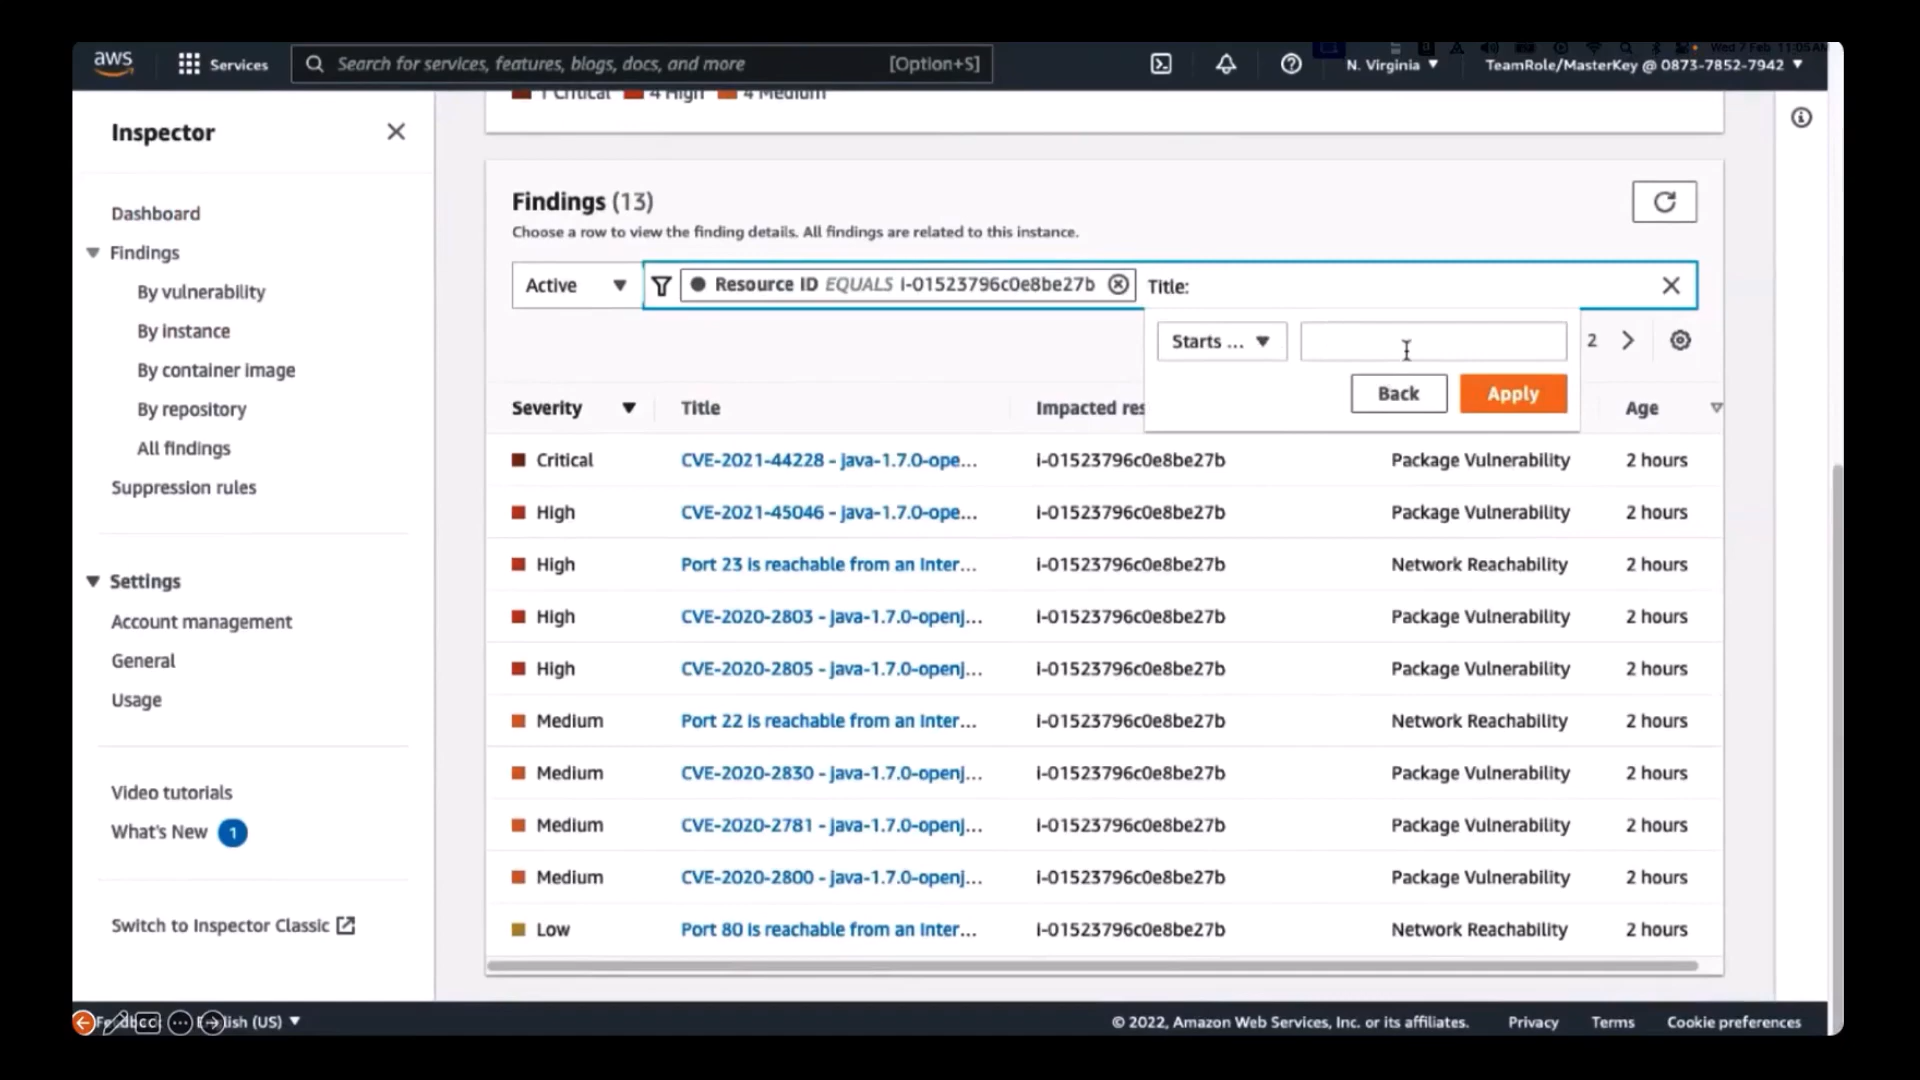 aws Services Search for services, features, blogs, docs, and more [Option+S] N. Virginia ▼ TeamRole/MasterKey @ 0873-7852-7942 ▼
Wed 7 Feb 11:05AM
Inspector
Dashboard
Findings
By vulnerability
By instance
By container image
By repository
All findings
Suppression rules
Settings
Account management
General
Usage
Video tutorials
What's New 1
Switch to Inspector Classic
1 Critical 4 High 4 Medium
Findings (13)
Choose a row to view the finding details. All findings are related to this instance.
Active Resource ID EQUALS i-01523796c0e8be27b Title:
Starts ... 2
Back Apply
Severity Title Impacted res Age
Critical CVE-2021-44228 - java-1.7.0-ope... i-01523796c0e8be27b Package Vulnerability 2 hours
High CVE-2021-45046 - java-1.7.0-ope... i-01523796c0e8be27b Package Vulnerability 2 hours
High Port 23 is reachable from an Inter... i-01523796c0e8be27b Network Reachability 2 hours
High CVE-2020-2803 - java-1.7.0-openj... i-01523796c0e8be27b Package Vulnerability 2 hours
High CVE-2020-2805 - java-1.7.0-openj... i-01523796c0e8be27b Package Vulnerability 2 hours
Medium Port 22 is reachable from an Inter... i-01523796c0e8be27b Network Reachability 2 hours
Medium CVE-2020-2830 - java-1.7.0-openj... i-01523796c0e8be27b Package Vulnerability 2 hours
Medium CVE-2020-2781 - java-1.7.0-openj... i-01523796c0e8be27b Package Vulnerability 2 hours
Medium CVE-2020-2800 - java-1.7.0-openj... i-01523796c0e8be27b Package Vulnerability 2 hours
Low Port 80 is reachable from an Inter... i-01523796c0e8be27b Network Reachability 2 hours
(US) © 2022, Amazon Web Services, Inc. or its affiliates. Privacy Terms Cookie preferences